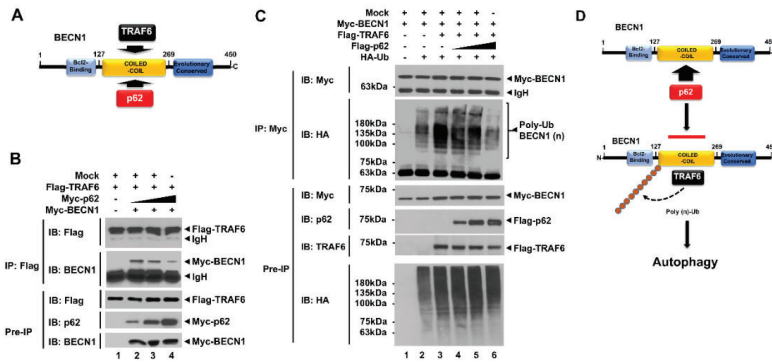 A
BECN1
TRAF6
1 127 269 450
Bcl2-Binding
COILED-COIL
Evolutionary Conserved
-C
p62
B
Mock + + + -
Flag-TRAF6 + + + +
Myc-p62 -
Myc-BECN1 - + + +
IP: Flag
IB: Flag
Flag-TRAF6
IgH
IB: BECN1
Myc-BECN1
IgH
Pre-IP
IB: Flag
Flag-TRAF6
IB: p62
Myc-p62
IB: BECN1
Myc-BECN1
1 2 3 4
C
Mock + + + + + -
Myc-BECN1 + + + + + +
Flag-TRAF6 - - + + + +
Flag-p62 - - -
HA-Ub - + + + + +
IP: Myc
IB: Myc
63kDa
Myc-BECN1
IgH
IB: HA
180kDa
135kDa
100kDa
75kDa
63kDa
Poly-Ub
BECN1 (n)
Pre-IP
IB: Myc
75kDa
Myc-BECN1
IB: p62
75kDa
Flag-p62
IB: TRAF6
75kDa
Flag-TRAF6
IB: HA
180kDa
135kDa
100kDa
75kDa
63kDa
1 2 3 4 5 6
D
BECN1
1 127 269 450
Bcl2-Binding
COILED-COIL
Evolutionary Conserved
p62
BECN1
1 127 269 450
N
Bcl2-Binding
COILED-COIL
Evolutionary Conserved
TRAF6
Poly (n)-Ub
Autophagy